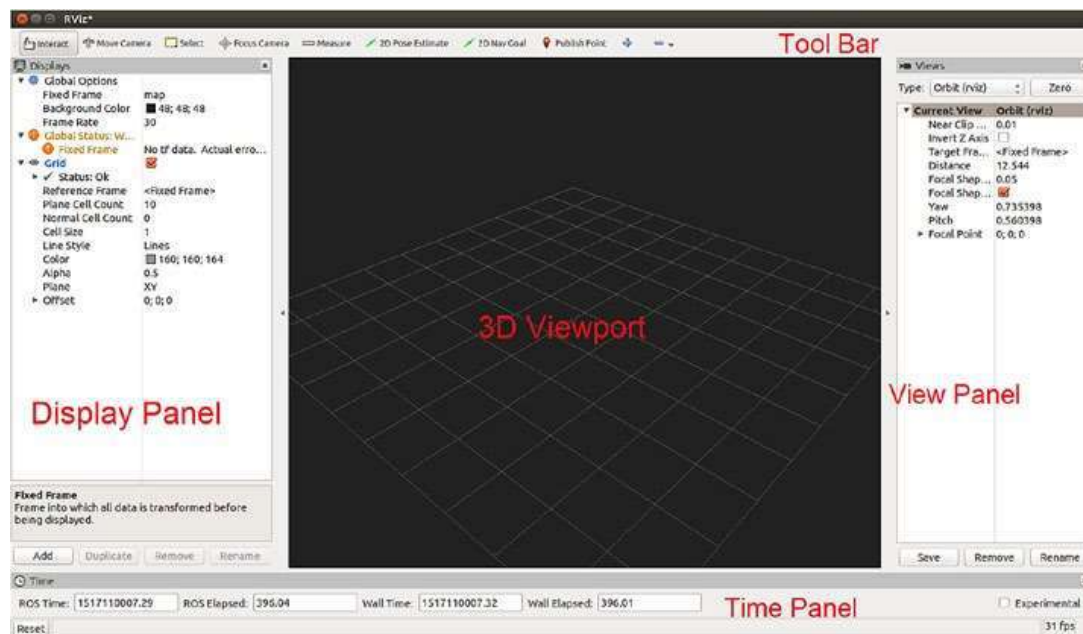 RViz*
Interact Move Camera Select Focus Camera Measure 2D Pose Estimate 2D Nav Goal Publish Point
Tool Bar
Displays
Global Options
Fixed Frame map
Background Color 48; 48; 48
Frame Rate 30
Global Status: W...
Fixed Frame No tf data. Actual erro...
Grid
Status: Ok
Reference Frame <Fixed Frame>
Plane Cell Count 10
Normal Cell Count 0
Cell Size 1
Line Style Lines
Color 160; 160; 164
Alpha 0.5
Plane XY
Offset 0; 0; 0
Display Panel
Fixed Frame
Frame into which all data is transformed before
being displayed.
Add Duplicate Remove Rename
3D Viewport
Views
Type: Orbit (rviz) Zero
Current View Orbit (rviz)
Near Clip ... 0.01
Invert Z Axis
Target Fra... <Fixed Frame>
Distance 12.544
Focal Shap... 0.05
Focal Shap...
Yaw 0.735398
Pitch 0.560398
Focal Point 0; 0; 0
View Panel
Save Remove Rename
Time
ROS Time: 1517110007.29 ROS Elapsed: 396.04 Wall Time: 1517110007.32 Wall Elapsed: 396.01
Time Panel
Experimental
Reset
31 fps